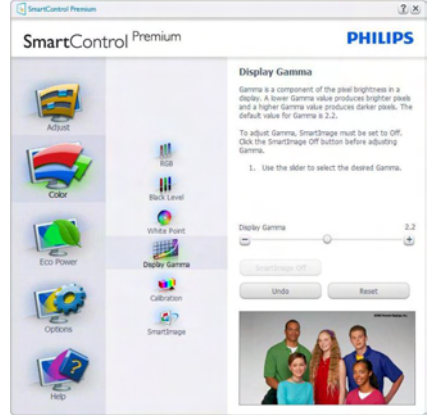 SmartControl Premium
SmartControl Premium
PHILIPS
Adjust
Color
Eco Power
Options
Help
RGB
Black Level
White Point
Display Gamma
Calibration
SmartImage
Display Gamma
Gamma is a component of the pixel brightness in a
display. A lower Gamma value produces brighter pixels
and a higher Gamma value produces darker pixels. The
default value for Gamma is 2.2.
To adjust Gamma, SmartImage must be set to Off.
Click the SmartImage Off button before adjusting
Gamma.
1. Use the slider to select the desired Gamma.
Display Gamma 2.2
SmartImage Off
Undo Reset